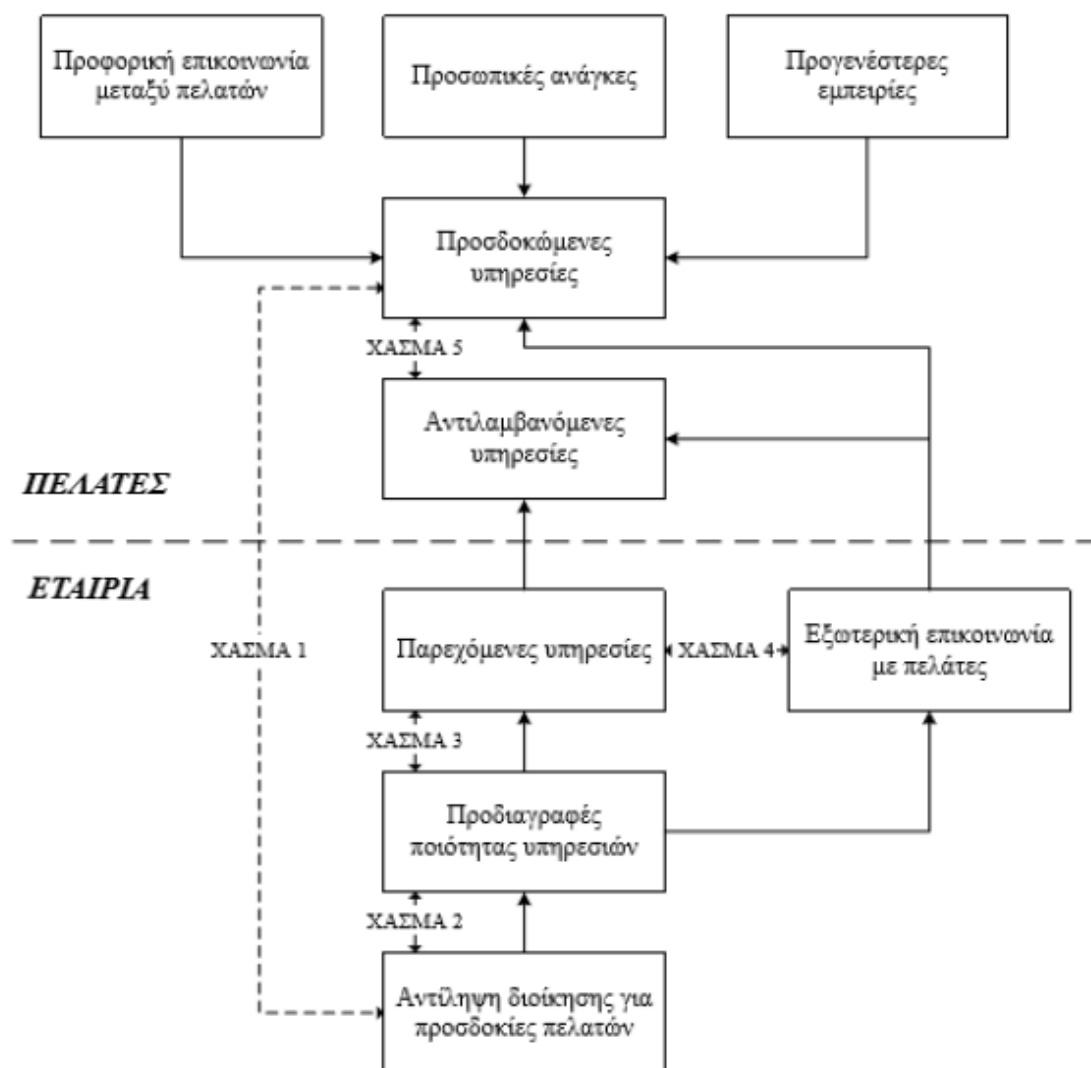 Προφορική επικοινωνία
μεταξύ πελατών
Προσωπικές ανάγκες
Προγενέστερες
εμπειρίες
Προσδοκώμενες
υπηρεσίες
ΧΑΣΜΑ 5
Αντιλαμβανόμενες
υπηρεσίες
ΠΕΛΑΤΕΣ
ΕΤΑΙΡΙΑ
ΧΑΣΜΑ 1
Παρεχόμενες υπηρεσίες
ΧΑΣΜΑ 4
Εξωτερική επικοινωνία
με πελάτες
ΧΑΣΜΑ 3
Προδιαγραφές
ποιότητας υπηρεσιών
ΧΑΣΜΑ 2
Αντίληψη διοίκησης για
προσδοκίες πελατών